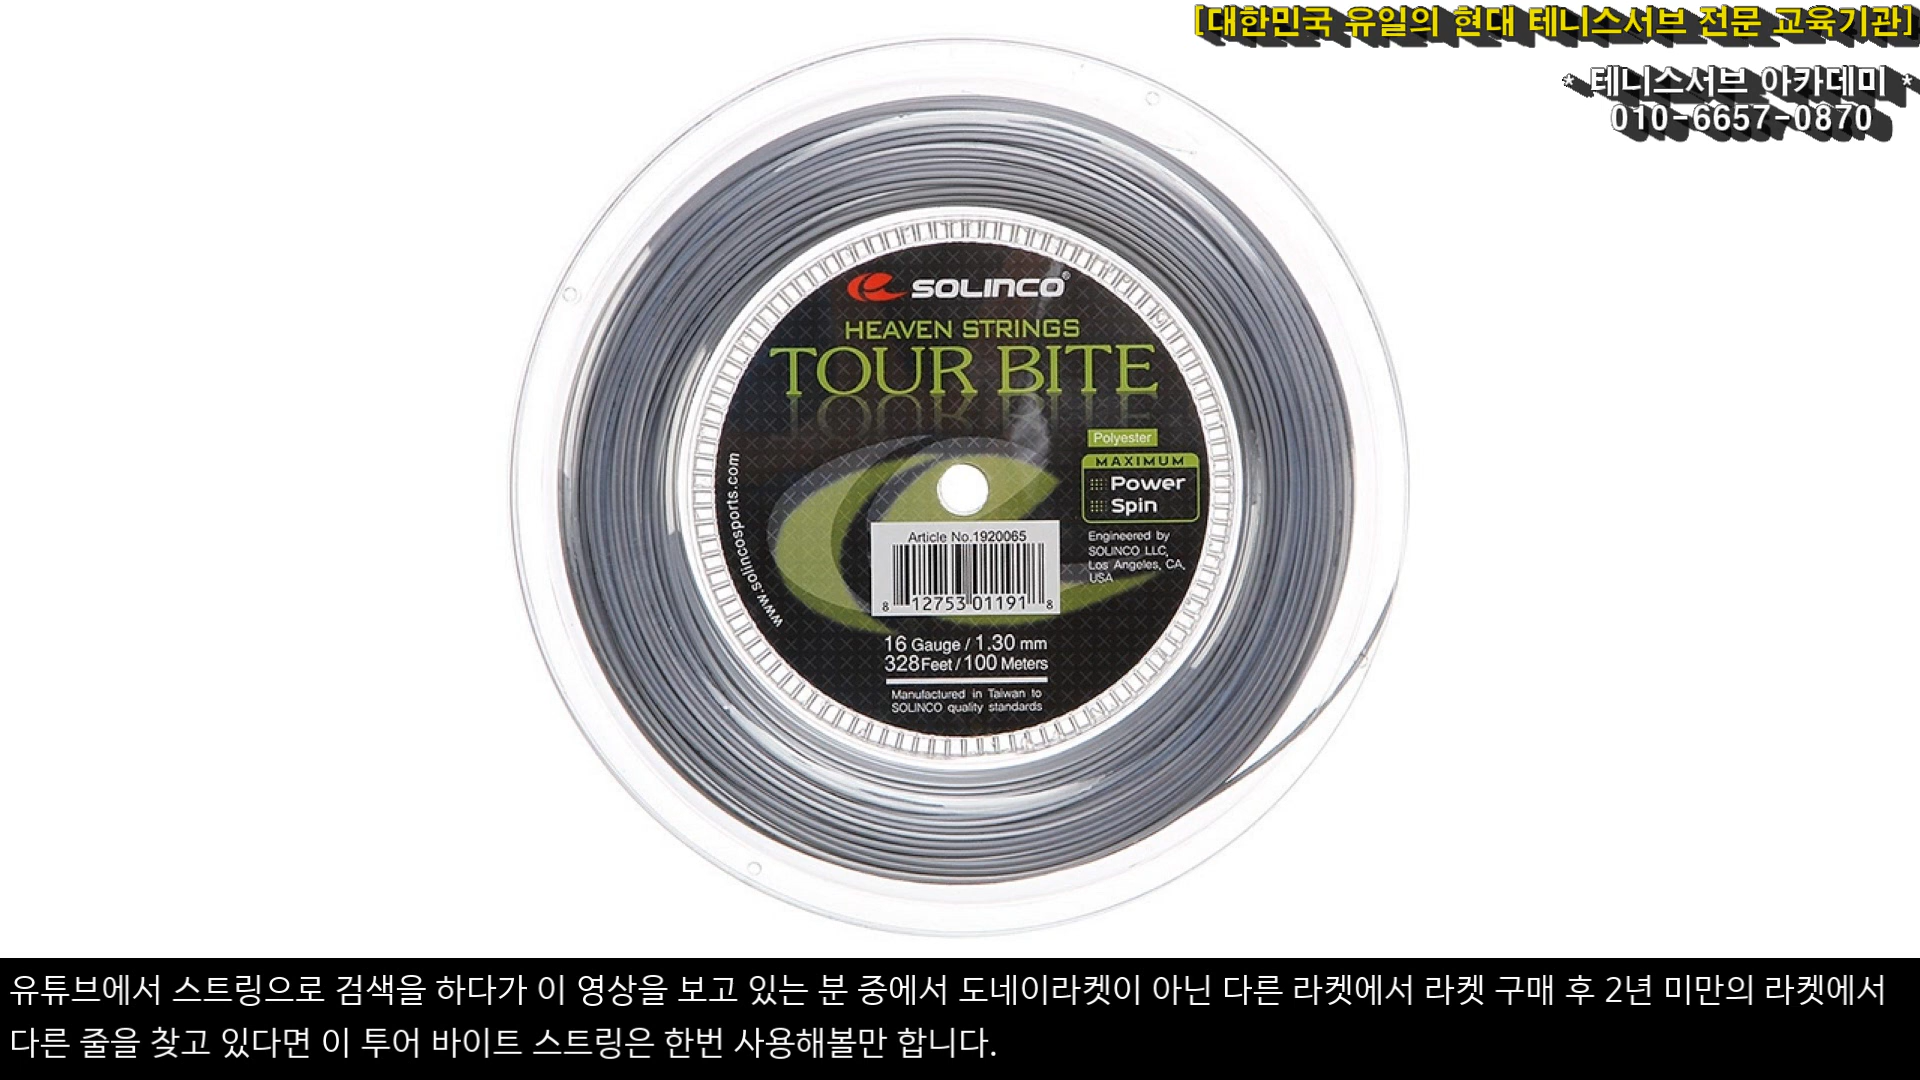 [대한민국 유일의 현대 테니스서브 전문 교육기관]
* 테니스서브 아카데미 *
010-6657-0870
SOLINCO®
HEAVEN STRINGS
TOUR BITE
Polyester
MAXIMUM
Power
Spin
www.solincosports.com
Engineered by
SOLINCO LLC,
Los Angeles, CA,
USA
Article No.1920065
8 12753 01191 8
16 Gauge / 1.30 mm
328 Feet / 100 Meters
Manufactured in Taiwan to
SOLINCO quality standards
유튜브에서 스트링으로 검색을 하다가 이 영상을 보고 있는 분 중에서 도네이라켓이 아닌 다른 라켓에서 라켓 구매 후 2년 미만의 라켓에서
다른 줄을 찾고 있다면 이 투어 바이트 스트링은 한번 사용해볼만 합니다.